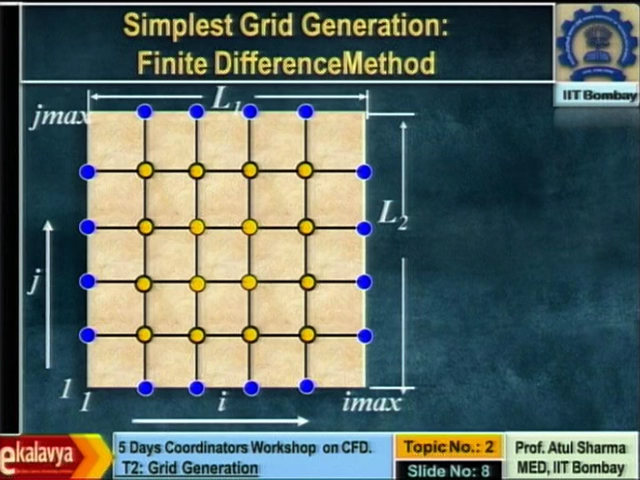 Simplest Grid Generation:
Finite DifferenceMethod
IIT Bombay
L1
jmax
L2
j
1
1
i
imax
ekalavya
5 Days Coordinators Workshop on CFD.
T2: Grid Generation
Topic No.: 2
Slide No: 8
Prof. Atul Sharma
MED, IIT Bombay